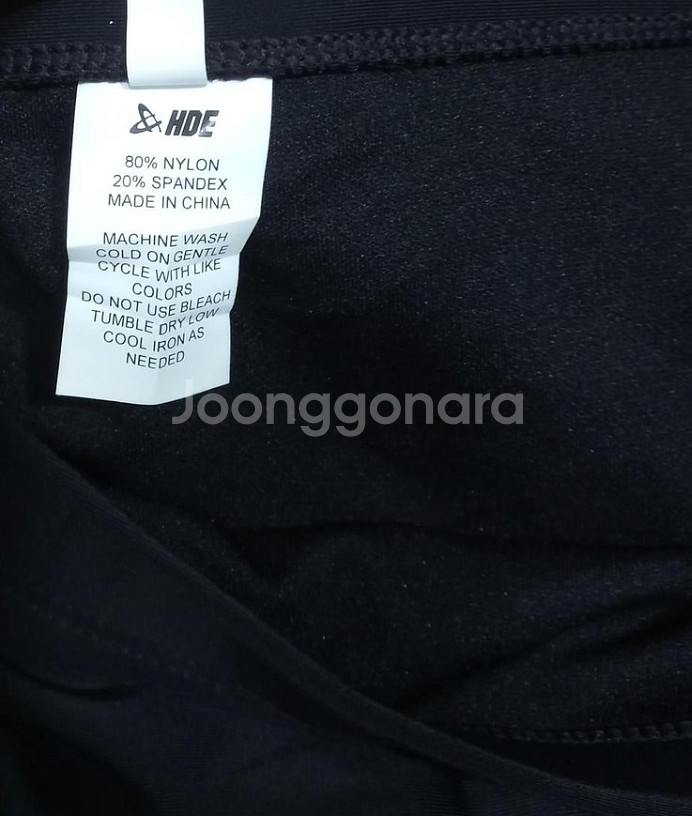 HDE
80% NYLON
20% SPANDEX
MADE IN CHINA
MACHINE WASH
COLD ON GENTLE
CYCLE WITH LIKE
COLORS
DO NOT USE BLEACH
TUMBLE DRY LOW
COOL IRON AS
NEEDED
Joonggonara